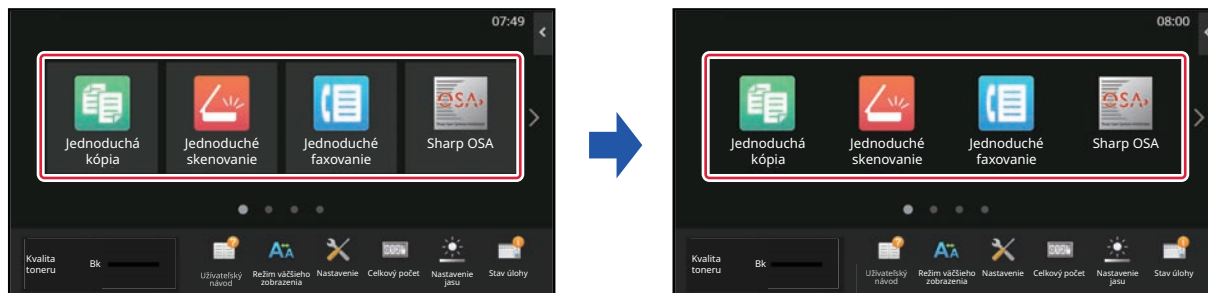 07:49
Jednoduchá
kópia
Jednoduché
skenovanie
Jednoduché
faxovanie
OSA
Sharp OSA
Kvalita
toneru
Bk
Užívateľský
návod
Režim väčšieho
zobrazenia
Nastavenie
Celkový počet
Nastavenie
jasu
Stav úlohy
08:00
Jednoduchá
kópia
Jednoduché
skenovanie
Jednoduché
faxovanie
OSA
Sharp OSA
Kvalita
toneru
Bk
Užívateľský
návod
Režim väčšieho
zobrazenia
Nastavenie
Celkový počet
Nastavenie
jasu
Stav úlohy